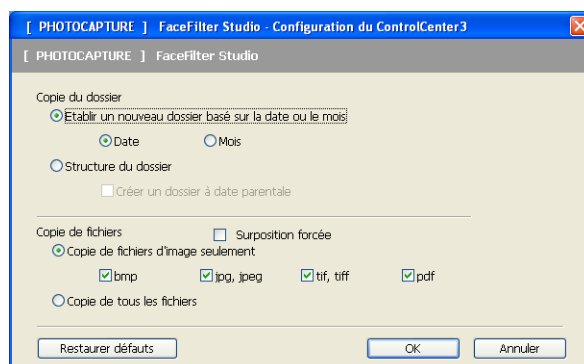 [ PHOTOCAPTURE ] FaceFilter Studio - Configuration du ControlCenter3
[ PHOTOCAPTURE ] FaceFilter Studio
Copie du dossier
Etablir un nouveau dossier basé sur la date ou le mois
Date Mois
Structure du dossier
Créer un dossier à date parentale
Copie de fichiers Surposition forcée
Copie de fichiers d'image seulement
bmp jpg, jpeg tif, tiff pdf
Copie de tous les fichiers
Restaurer défauts OK Annuler